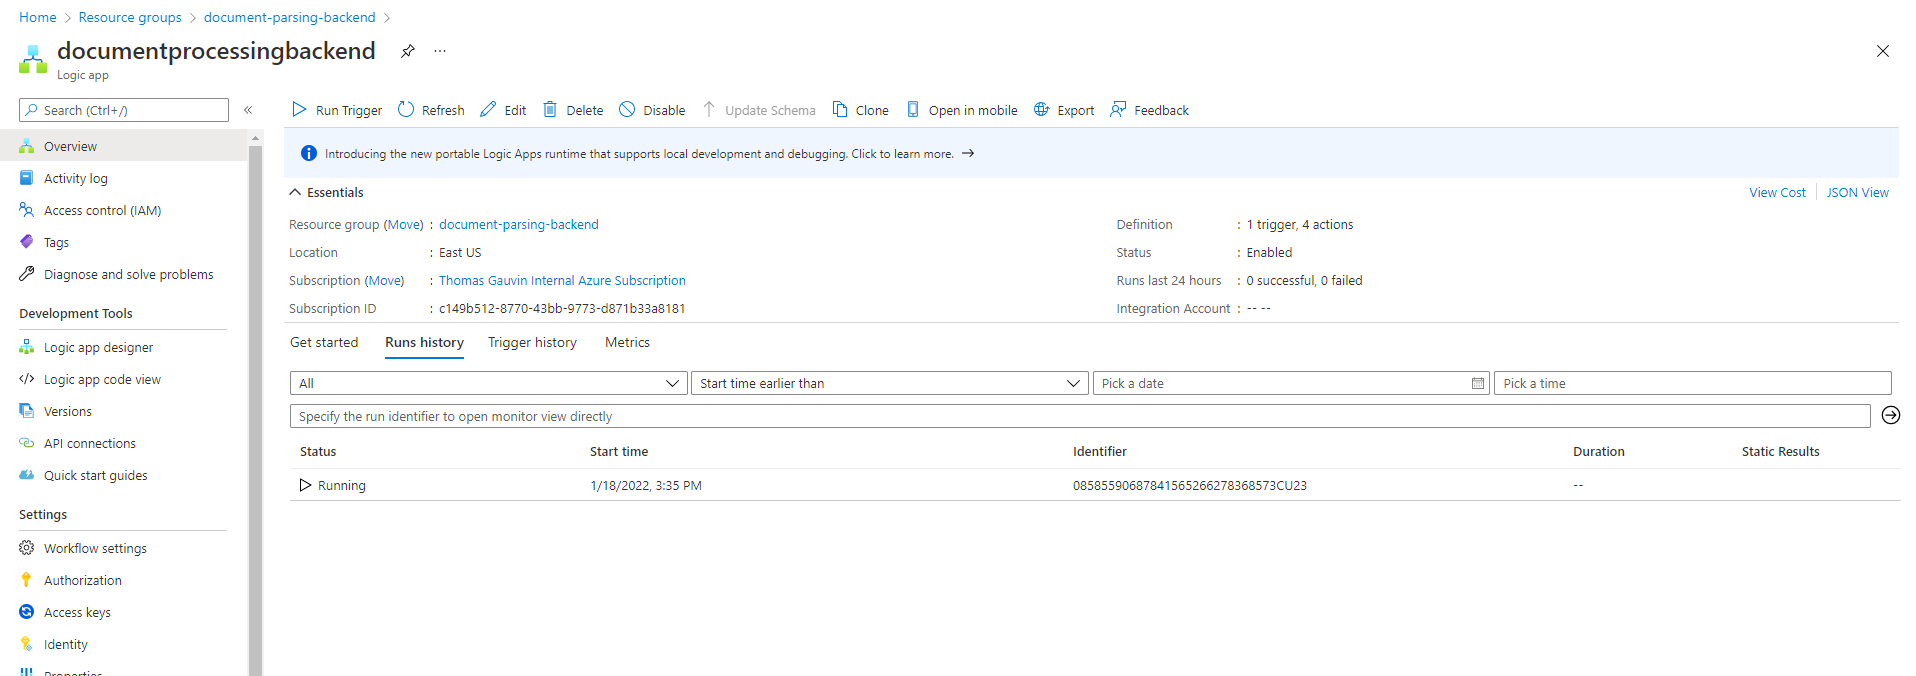 Home > Resource groups > document-parsing-backend >
documentprocessingbackend
Logic app
Search (Ctrl+/)
«
Overview
Activity log
Access control (IAM)
Tags
Diagnose and solve problems
Development Tools
Logic app designer
Logic app code view
Versions
API connections
Quick start guides
Settings
Workflow settings
Authorization
Access keys
Identity
Properties
Run Trigger Refresh Edit Delete Disable Update Schema Clone Open in mobile Export Feedback
Introducing the new portable Logic Apps runtime that supports local development and debugging. Click to learn more. →
Essentials
View Cost JSON View
Resource group (Move) : document-parsing-backend
Location : East US
Subscription (Move) : Thomas Gauvin Internal Azure Subscription
Subscription ID : c149b512-8770-43bb-9773-d871b33a8181
Definition : 1 trigger, 4 actions
Status : Enabled
Runs last 24 hours : 0 successful, 0 failed
Integration Account : -- --
Get started Runs history Trigger history Metrics
All Start time earlier than Pick a date Pick a time
Specify the run identifier to open monitor view directly
Status Start time Identifier Duration Static Results
Running 1/18/2022, 3:35 PM 08585590687841565266278368573CU23 --